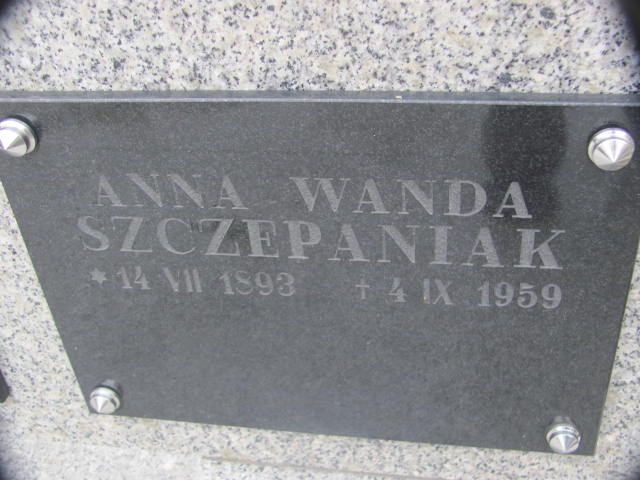 ANNA WANDA
SZCZEPANIAK
* 14 VII 1893 † 4 IX 1959